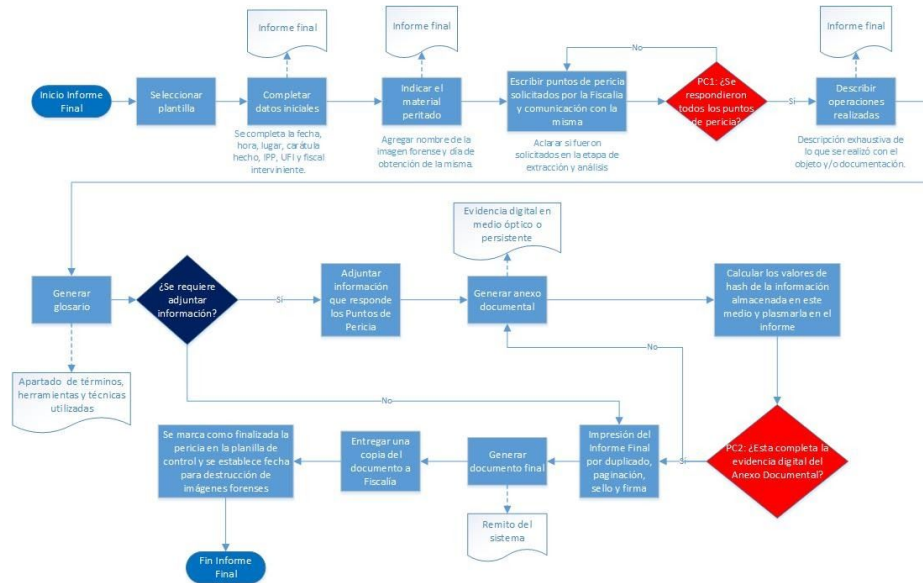 Informe final
Informe final
Informe final
No
Inicio Informe
Final
Seleccionar
plantilla
Completar
datos iniciales
Indicar el
material
peritado
Escribir puntos de pericia
solicitados por la Fiscalía
y comunicación con la
misma
PC1: ¿Se
respondieron
todos los puntos
de pericia?
Si
Describir
operaciones
realizadas
Se completa la fecha,
hora, lugar, carátula
hecho, IPP, UFI y fiscal
interviniente.
Agregar nombre de la
imagen forense y día de
obtención de la misma.
Aclarar si fueron
solicitados en la etapa de
extracción y análisis
Descripción exhaustiva
de lo que se realizó con el
objeto y/o documentación.
Evidencia digital en
medio óptico o
persistente
Generar
glosario
¿Se requiere
adjuntar
información?
Si
Adjuntar
información
que responde
los Puntos de
Pericia
Generar anexo
documental
Calcular los valores de
hash de la información
almacenada en este
medio y plasmarla en el
informe
No
Apartado de términos,
herramientas y técnicas
utilizadas
No
Se marca como finalizada la
pericia en la planilla de
control y se establece fecha
para destrucción de
imágenes forenses
Entregar una
copia del
documento a
Fiscalía
Generar
documento final
Impresión del
Informe Final
por duplicado,
paginación,
sello y firma
Si
PC2: ¿Esta completa la
evidencia digital del
Anexo Documental?
Remito del
sistema
Fin Informe
Final